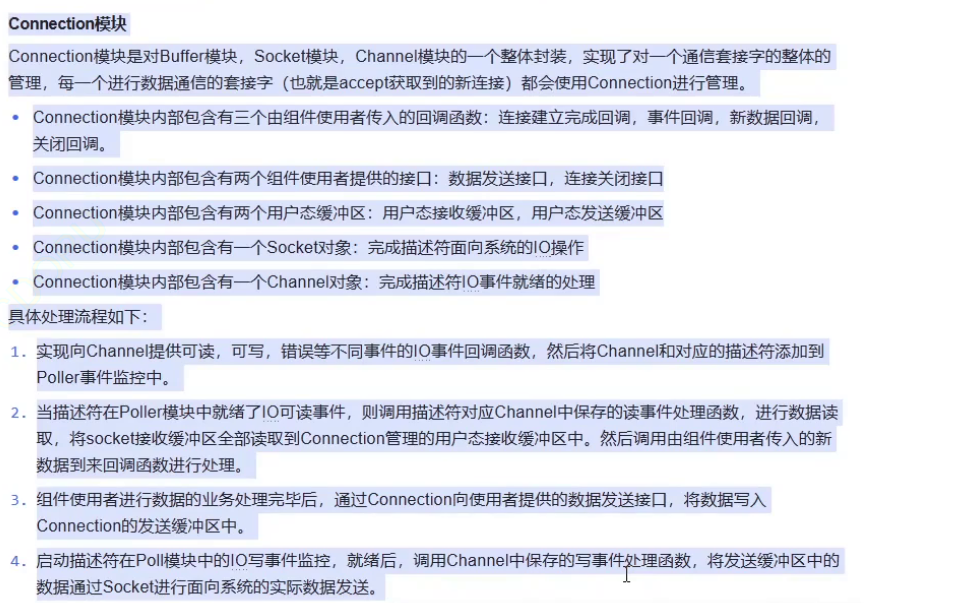 Connection模块
Connection模块是对Buffer模块，Socket模块，Channel模块的一个整体封装，实现了对一个通信套接字的整体的
管理，每一个进行数据通信的套接字（也就是accept获取到的新连接）都会使用Connection进行管理。
• Connection模块内部包含有三个由组件使用者传入的回调函数：连接建立完成回调，事件回调，新数据回调，
关闭回调。
• Connection模块内部包含有两个组件使用者提供的接口：数据发送接口，连接关闭接口
• Connection模块内部包含有两个用户态缓冲区：用户态接收缓冲区，用户态发送缓冲区
• Connection模块内部包含有一个Socket对象：完成描述符面向系统的IO操作
• Connection模块内部包含有一个Channel对象：完成描述符IO事件就绪的处理
具体处理流程如下：
1. 实现向Channel提供可读，可写，错误等不同事件的IO事件回调函数，然后将Channel和对应的描述符添加到
Poller事件监控中。
2. 当描述符在Poller模块中就绪了IO可读事件，则调用描述符对应Channel中保存的读事件处理函数，进行数据读
取，将socket接收缓冲区全部读取到Connection管理的用户态接收缓冲区中。然后调用由组件使用者传入的新
数据到来回调函数进行处理。
3. 组件使用者进行数据的业务处理完毕后，通过Connection向使用者提供的数据发送接口，将数据写入
Connection的发送缓冲区中。
4. 启动描述符在Poll模块中的IO写事件监控，就绪后，调用Channel中保存的写事件处理函数，将发送缓冲区中的
数据通过Socket进行面向系统的实际数据发送。